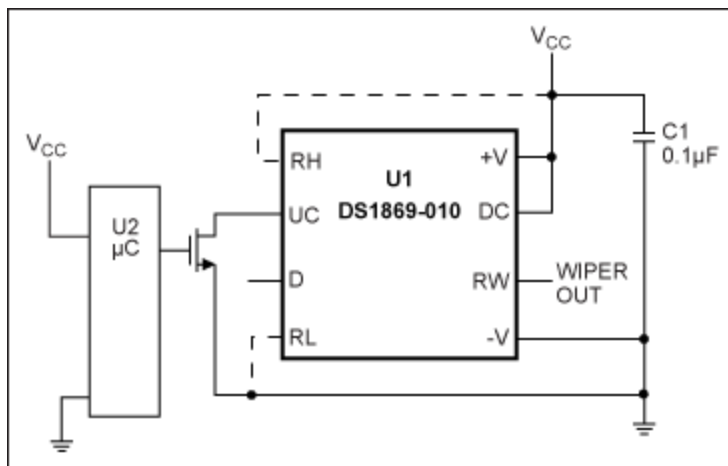 VCC
VCC
C1
0.1µF
RH
U1
+V
U2
µC
UC
DS1869-010
DC
D
RW
WIPER
OUT
RL
-V